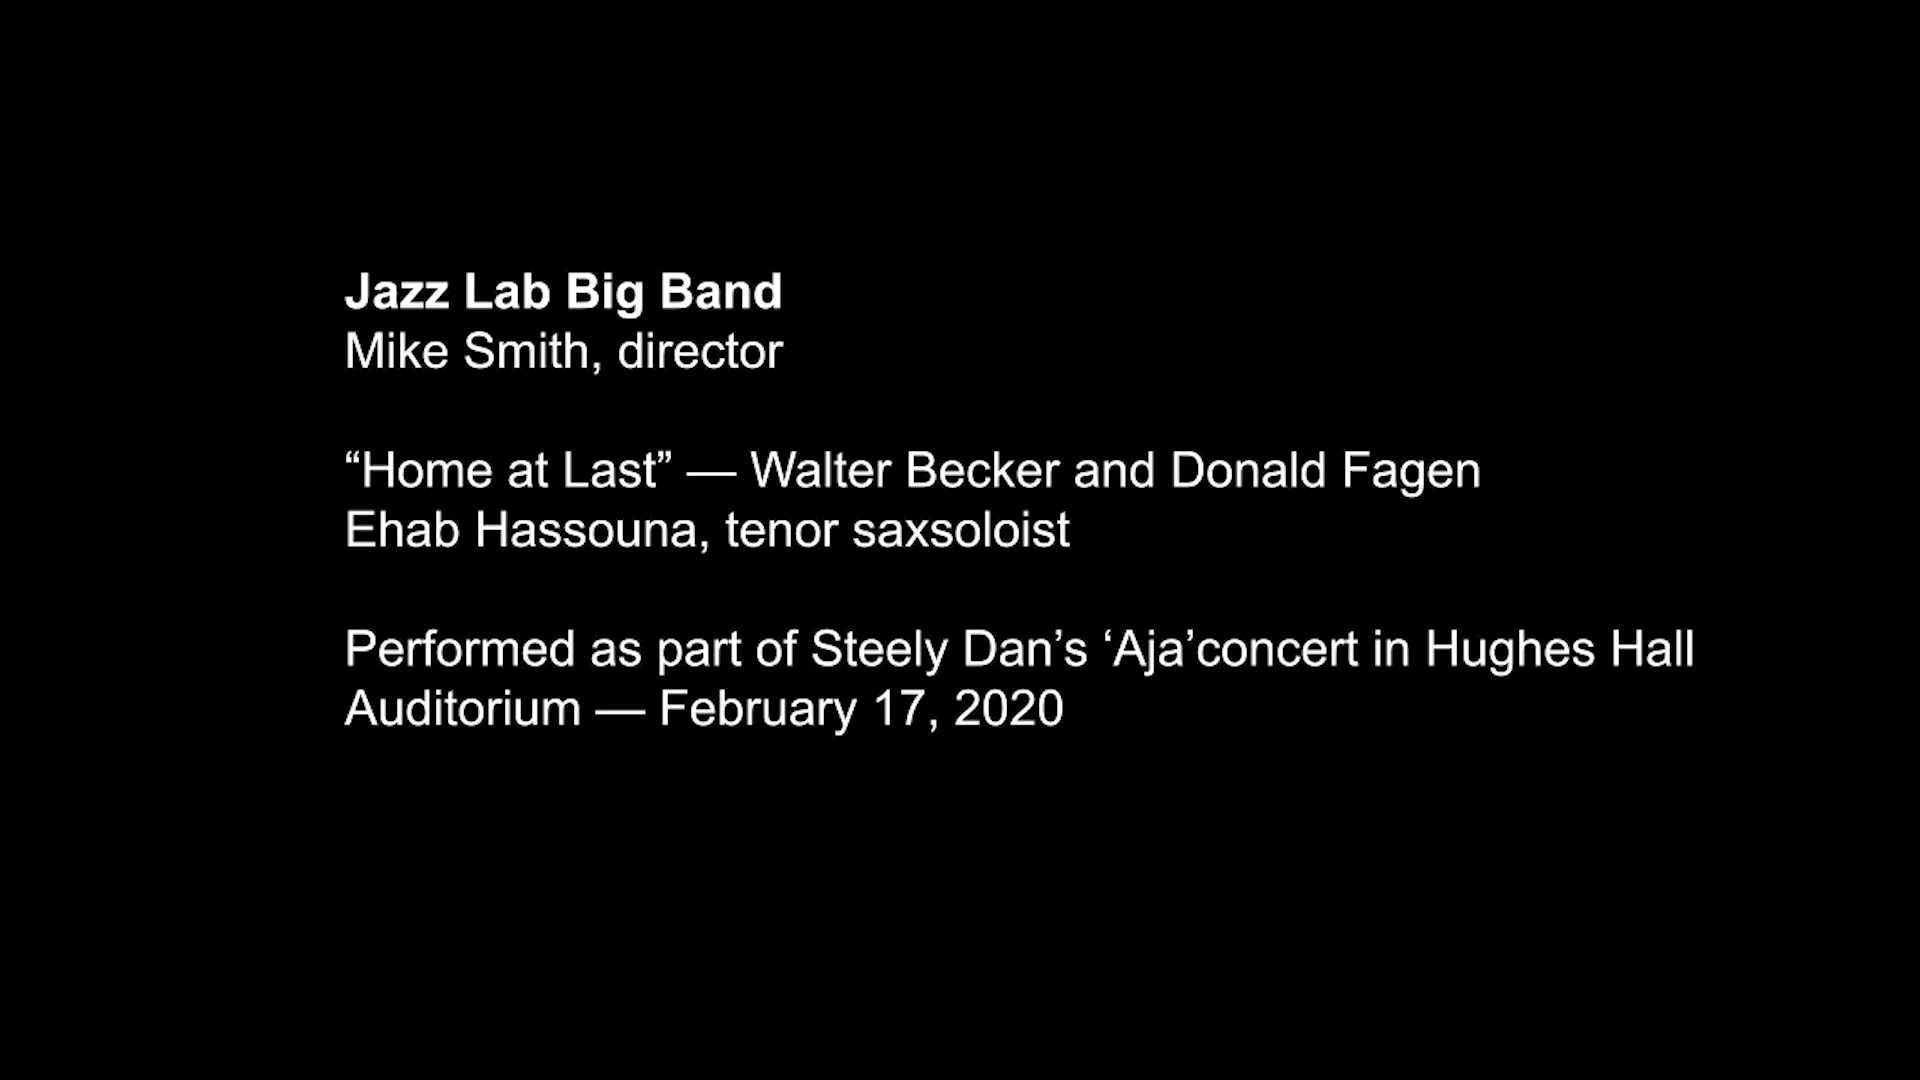 Jazz Lab Big Band
Mike Smith, director
“Home at Last” — Walter Becker and Donald Fagen
Ehab Hassouna, tenor saxsoloist
Performed as part of Steely Dan’s ‘Aja’concert in Hughes Hall
Auditorium — February 17, 2020